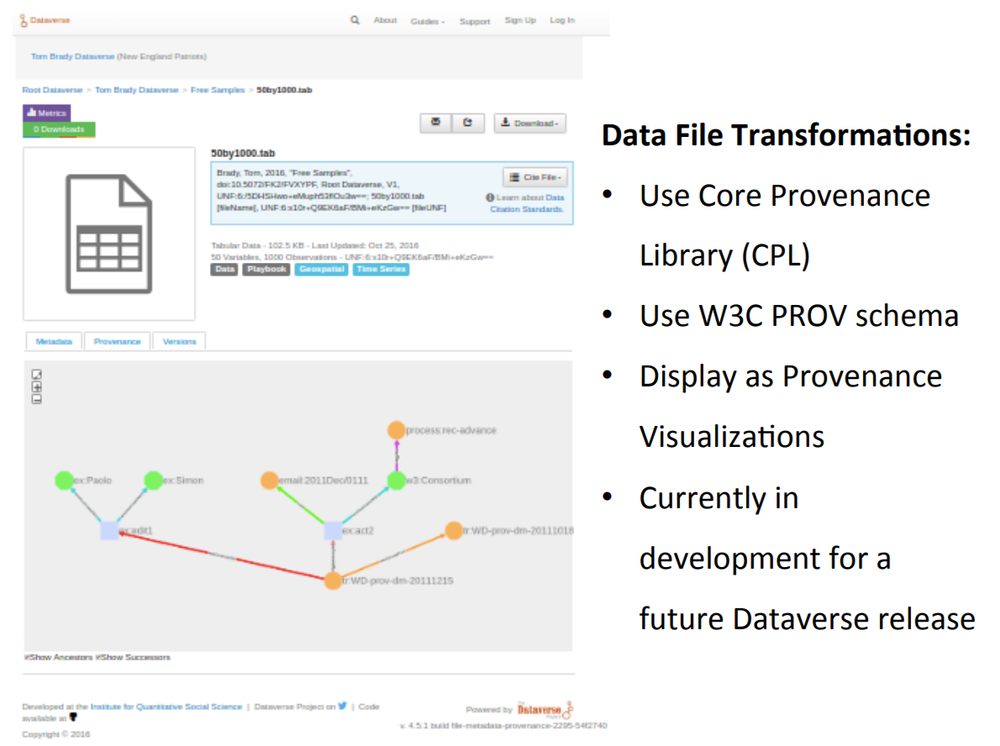 Dataverse
About Guides Support Sign Up Log In
Tom Brady Dataverse (New England Patriots)
Root Dataverse > Tom Brady Dataverse > Free Samples > 50by1000.tab
Metrics
0 Downloads
Download
50by1000.tab
Brady, Tom, 2016, "Free Samples",
doi:10.5072/FK2/FVXYPF, Root Dataverse, V1,
50by1000.tab
[fileName], UNF:6:x10r+Q9EK6aF/BMi+eKzGw== [fileUNF]
Cite File
Learn about Data
Citation Standards.
Tabular Data - 102.5 KB - Last Updated: Oct 25, 2016
50 Variables, 1000 Observations - UNF:6:x10r+Q9EK6aF/BMi+eKzGw==
Data Playbook Geospatial Time Series
Metadata Provenance Versions
process:rec-advance
ex:Paolo
ex:Simon
email:2011Dec/0111
w3:Consortium
ex:edit1
ex:act2
tr:WD-prov-dm-20111018
tr:WD-prov-dm-20111215
Show Ancestors Show Successors
Developed at the Institute for Quantitative Social Science | Dataverse Project on | Code
available at
Copyright © 2016
Powered by The Dataverse Project
v. 4.5.1 build file-metadata-provenance-2295-54f2740
Data File Transformations:
• Use Core Provenance
Library (CPL)
• Use W3C PROV schema
• Display as Provenance
Visualizations
• Currently in
development for a
future Dataverse release